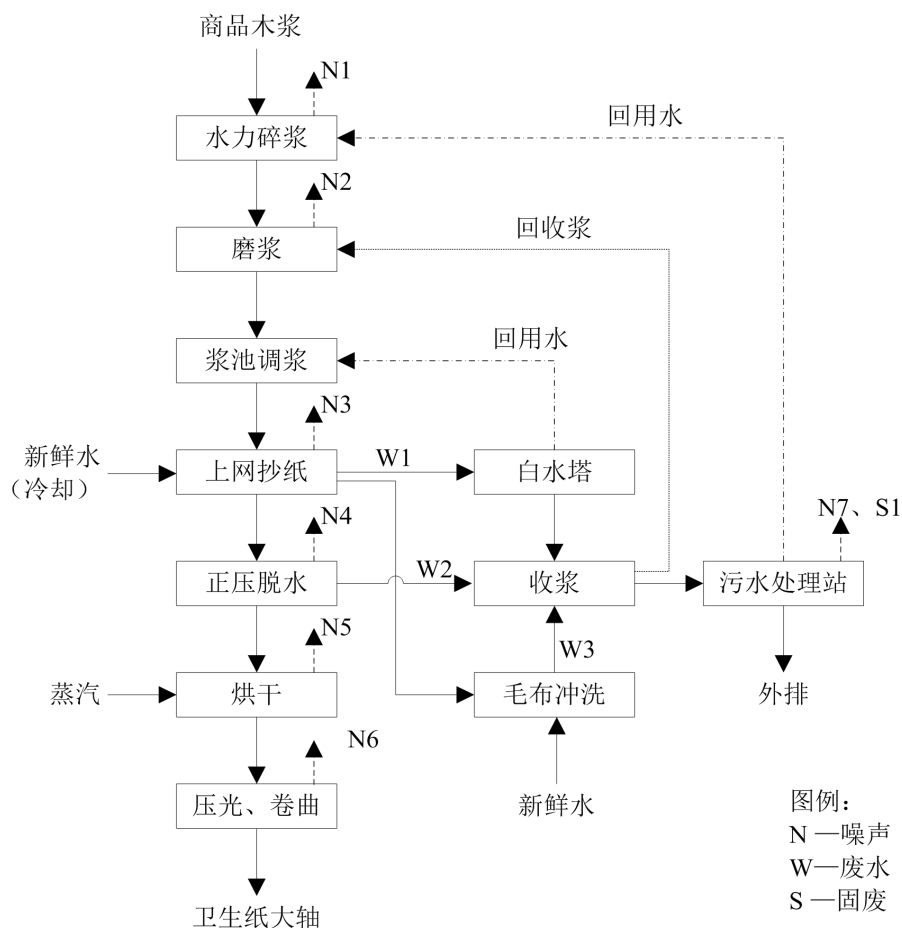 商品木浆
N1
回用水
水力碎浆
N2
回收浆
磨浆
回用水
浆池调浆
N3
新鲜水
（冷却）
上网抄纸
W1
白水塔
N7、S1
N4
正压脱水
W2
收浆
污水处理站
N5
W3
蒸汽
烘干
毛布冲洗
外排
N6
压光、卷曲
新鲜水
图例：
N —噪声
W—废水
S —固废
卫生纸大轴